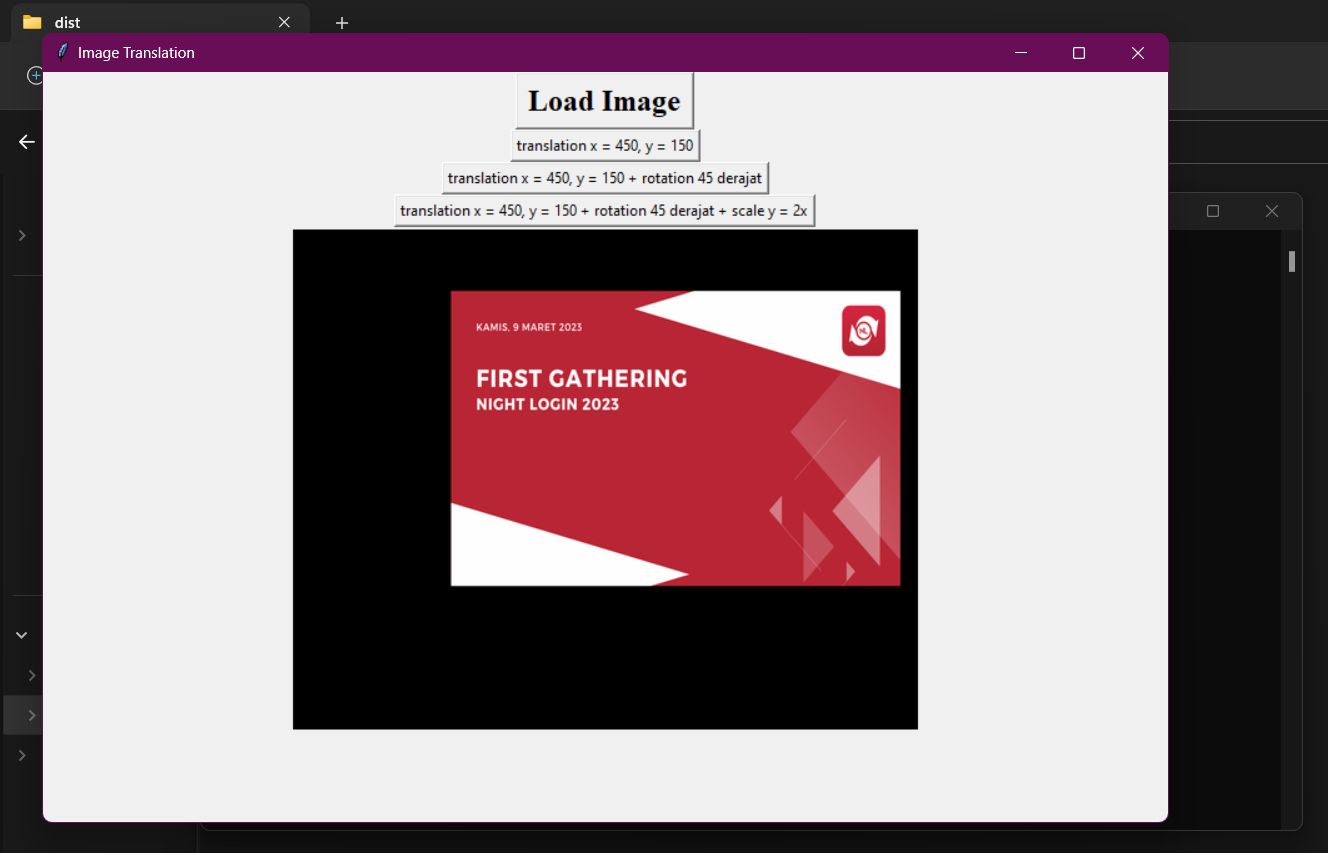 dist
Image Translation
Load Image
translation x = 450, y = 150
translation x = 450, y = 150 + rotation 45 derajat
translation x = 450, y = 150 + rotation 45 derajat + scale y = 2x
KAMIS, 9 MARET 2023
NL
FIRST GATHERING
NIGHT LOGIN 2023